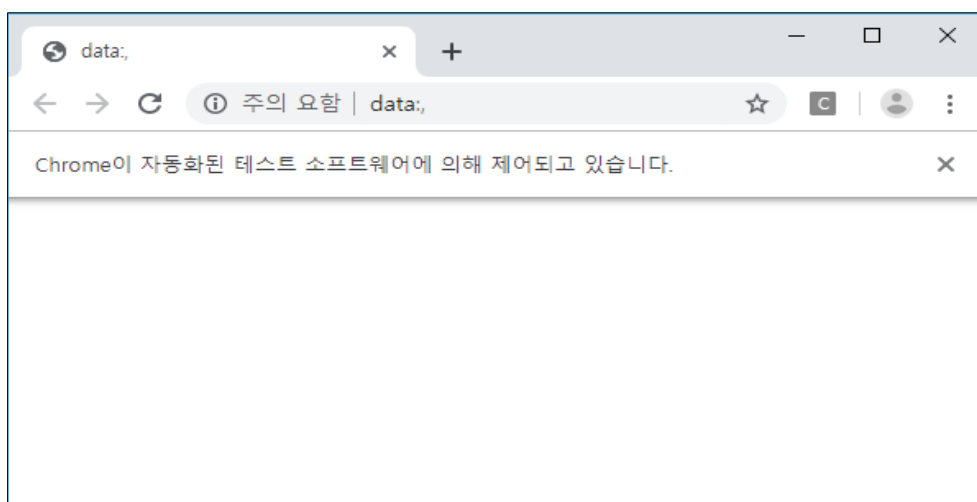 data:,
주의 요함 | data:,
C
Chrome이 자동화된 테스트 소프트웨어에 의해 제어되고 있습니다.